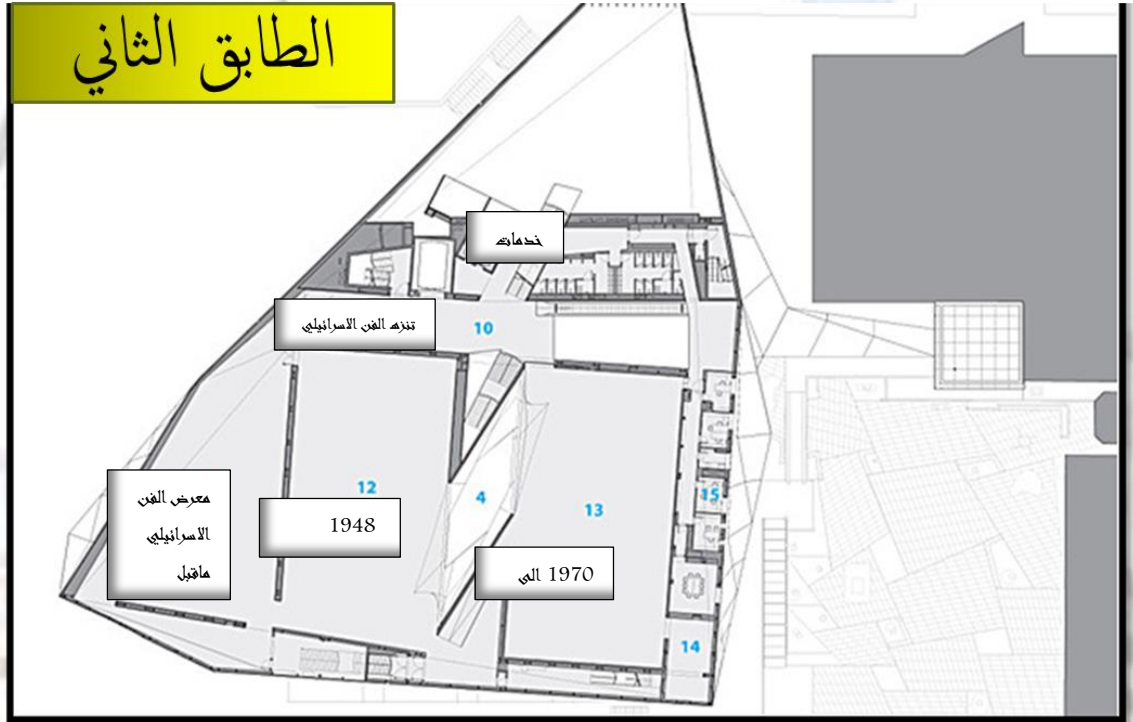 الطابق الثاني
خدمات
تنزه الفن الاسرائيلي
10
12
معرض الفن
الاسرائيلي
ماقبل
1948
4
13
15
1970 الى
14